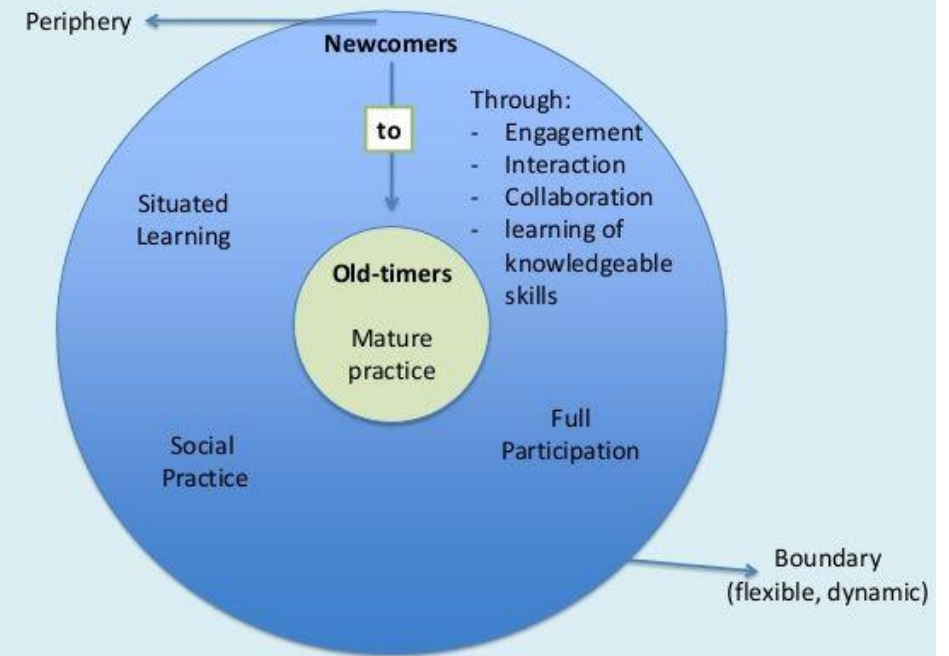 Periphery
Newcomers
to
Through:
- Engagement
- Interaction
- Collaboration
- learning of
knowledgeable
skills
Situated
Learning
Old-timers
Mature
practice
Social
Practice
Full
Participation
Boundary
(flexible, dynamic)